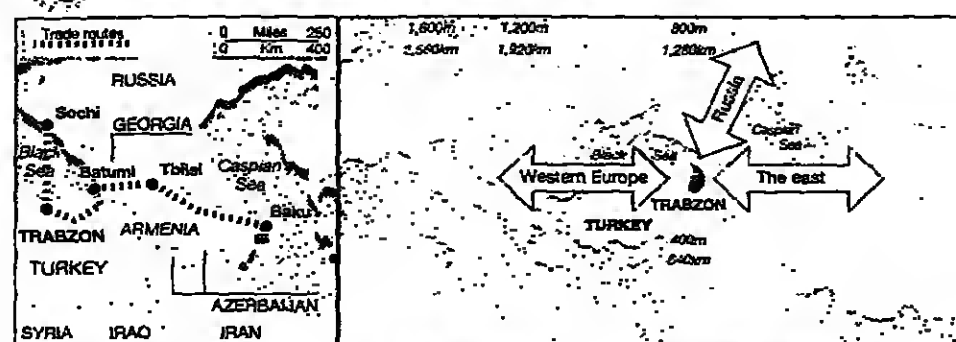 Trade routes
0 Miles 250
0 Km 400
RUSSIA
Sochi
GEORGIA
Black
Sea
Batumi
Tbilisi
Caspian
Sea
Baku
TRABZON
ARMENIA
TURKEY
AZERBAIJAN
SYRIA IRAQ IRAN
1,600m 1,200m 800m
2,560km 1,920km 1,280km
Russia
Caspian
Sea
Black Sea
Western Europe
The east
TRABZON
TURKEY
400m
640km